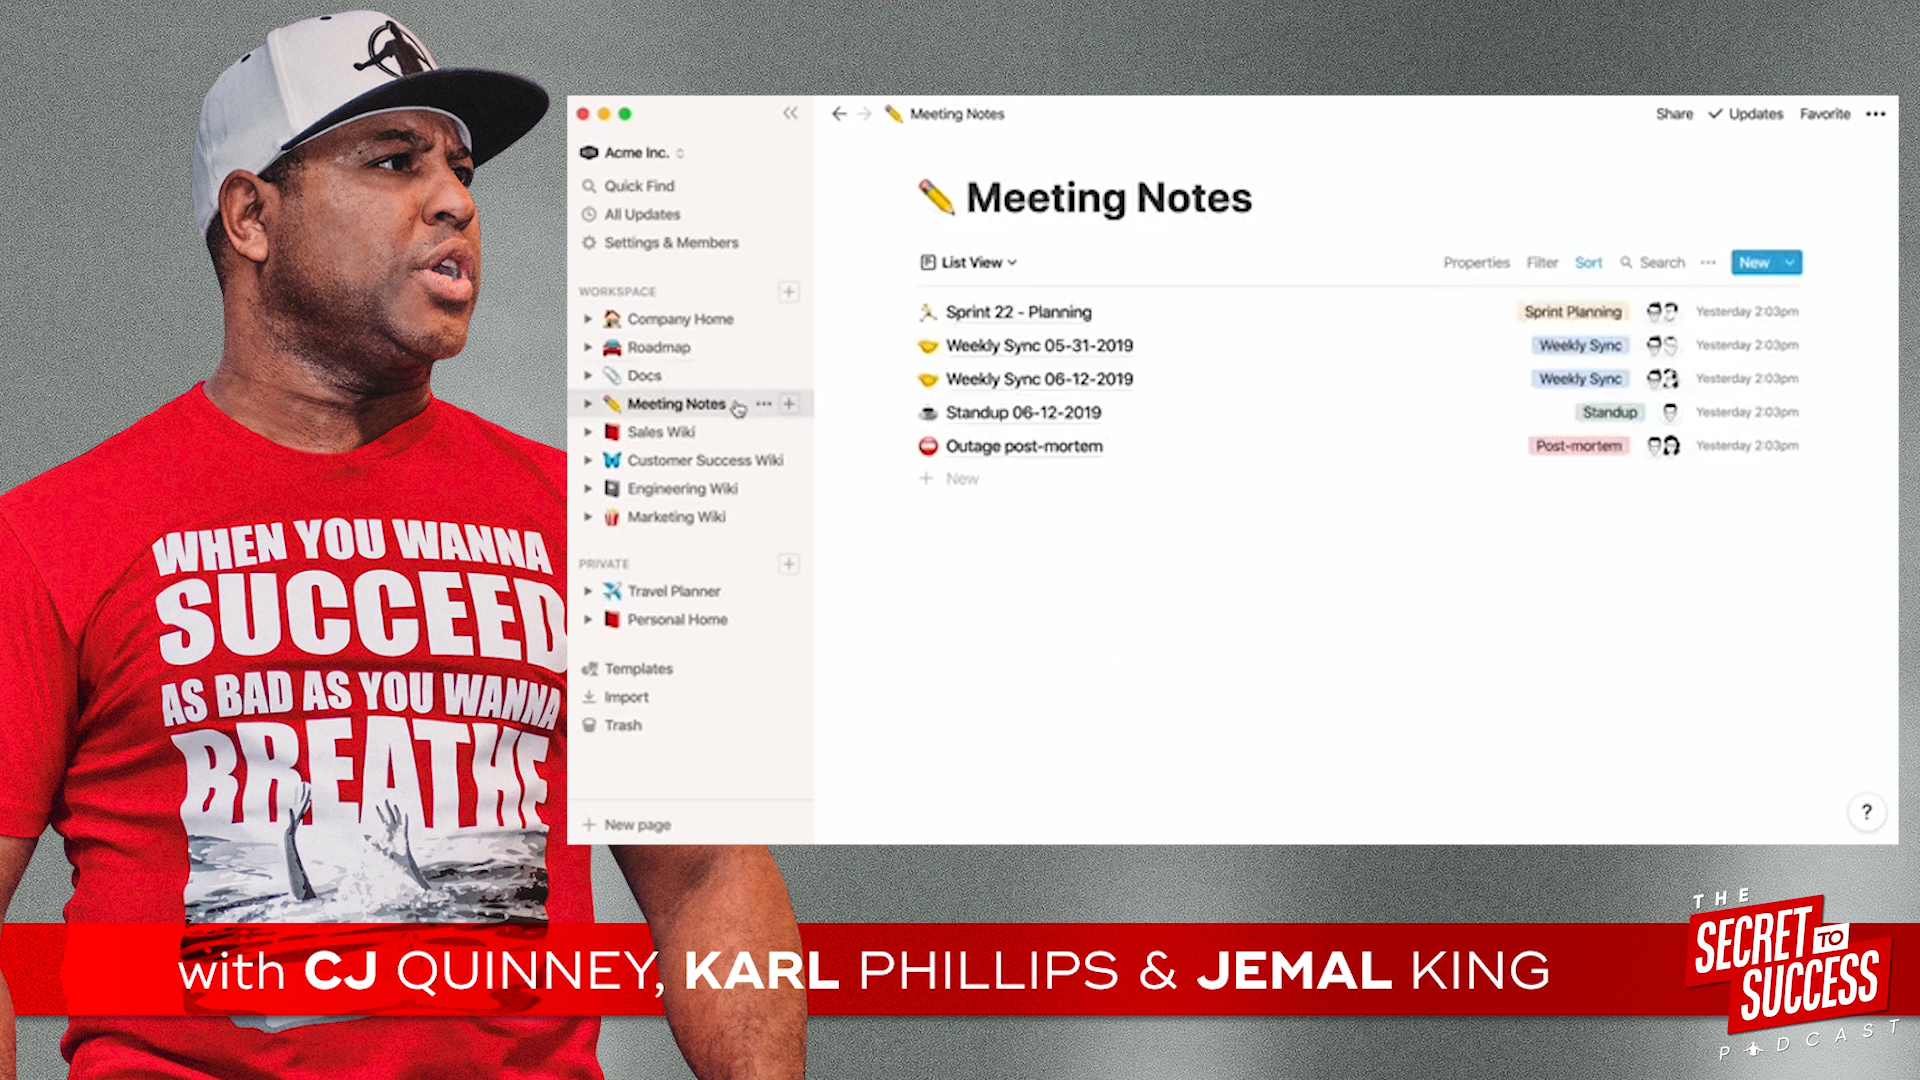 WHEN YOU WANNA
SUCCEED
AS BAD AS YOU WANNA
BREATHE
Acme Inc.
Quick Find
All Updates
Settings & Members
WORKSPACE
Company Home
Roadmap
Docs
Meeting Notes
Sales Wiki
Customer Success Wiki
Engineering Wiki
Marketing Wiki
PRIVATE
Travel Planner
Personal Home
Templates
Import
Trash
+ New page
Meeting Notes
Share ✓ Updates Favorite •••
Meeting Notes
List View
Properties Filter Sort Search ••• New
Sprint 22 - Planning Sprint Planning Yesterday 2:03pm
Weekly Sync 05-31-2019 Weekly Sync Yesterday 2:03pm
Weekly Sync 06-12-2019 Weekly Sync Yesterday 2:03pm
Standup 06-12-2019 Standup Yesterday 2:03pm
Outage post-mortem Post-mortem Yesterday 2:03pm
+ New
?
with CJ QUINNEY, KARL PHILLIPS & JEMAL KING
THE
SECRET TO
SUCCESS
PODCAST